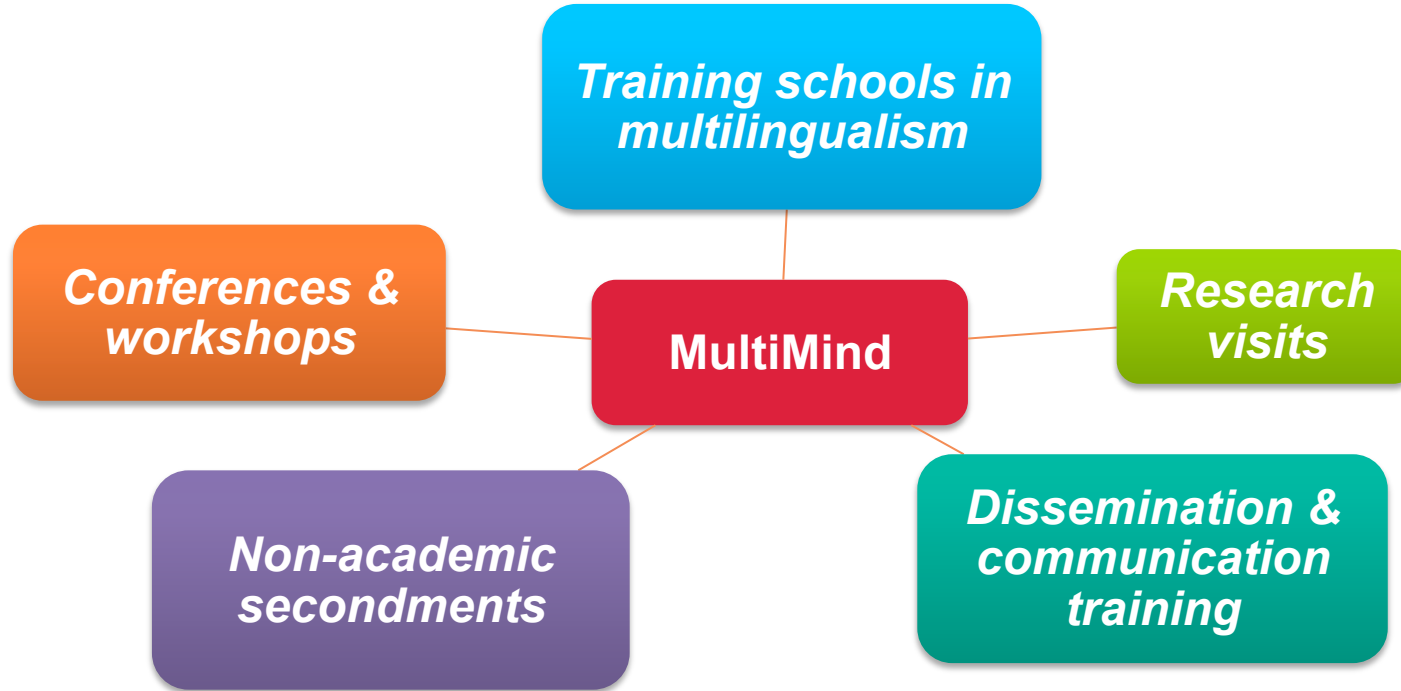 Training schools in
multilingualism
Conferences &
workshops
MultiMind
Research
visits
Non-academic
secondments
Dissemination &
communication
training